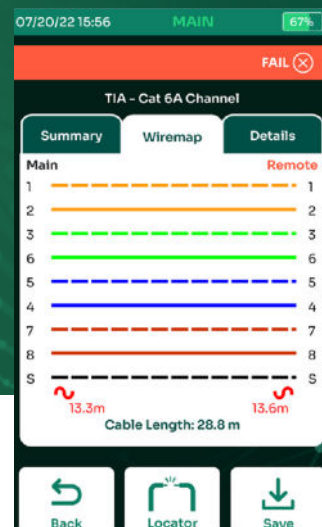 07/20/22 15:56 MAIN 67%
FAIL
TIA - Cat 6A Channel
Summary Wiremap Details
Main Remote
1 1
2 2
3 3
6 6
5 5
4 4
7 7
8 8
S S
13.3m 13.6m
Cable Length: 28.8 m
Back Locator Save